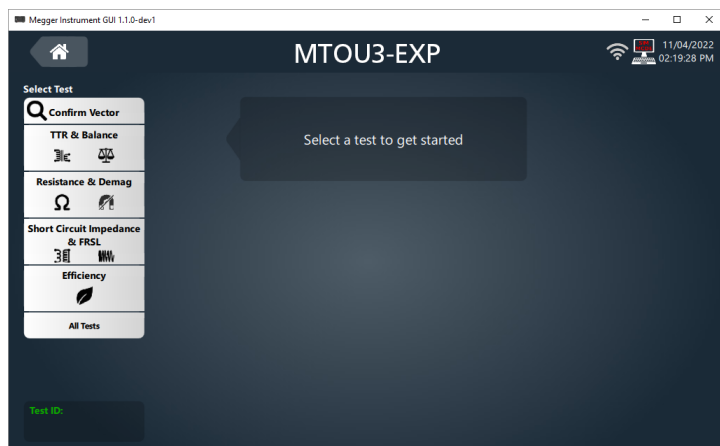 Megger Instrument GUI 1.1.0-dev1
MTOU3-EXP
11/04/2022
02:19:28 PM
Select Test
Confirm Vector
TTR & Balance
Resistance & Demag
Ω
Short Circuit Impedance
& FRSL
Efficiency
All Tests
Select a test to get started
Test ID: